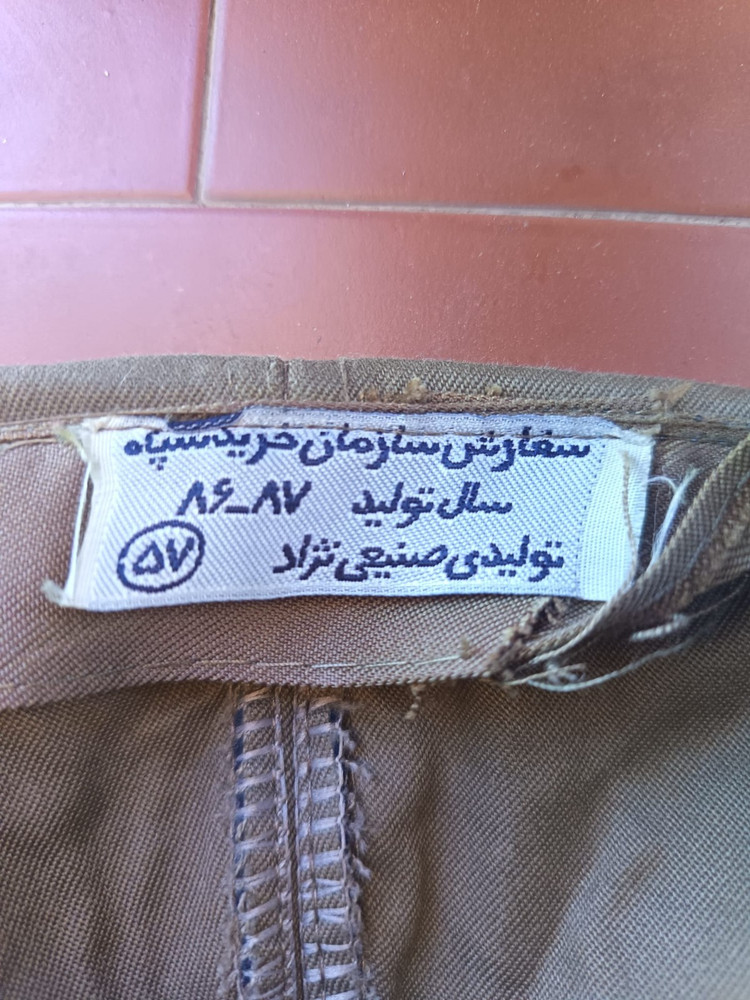 سفارش سازمان خرید سپاه
سال تولید ۸۶_۸۷
تولیدی صنیعی نژاد ۵۷